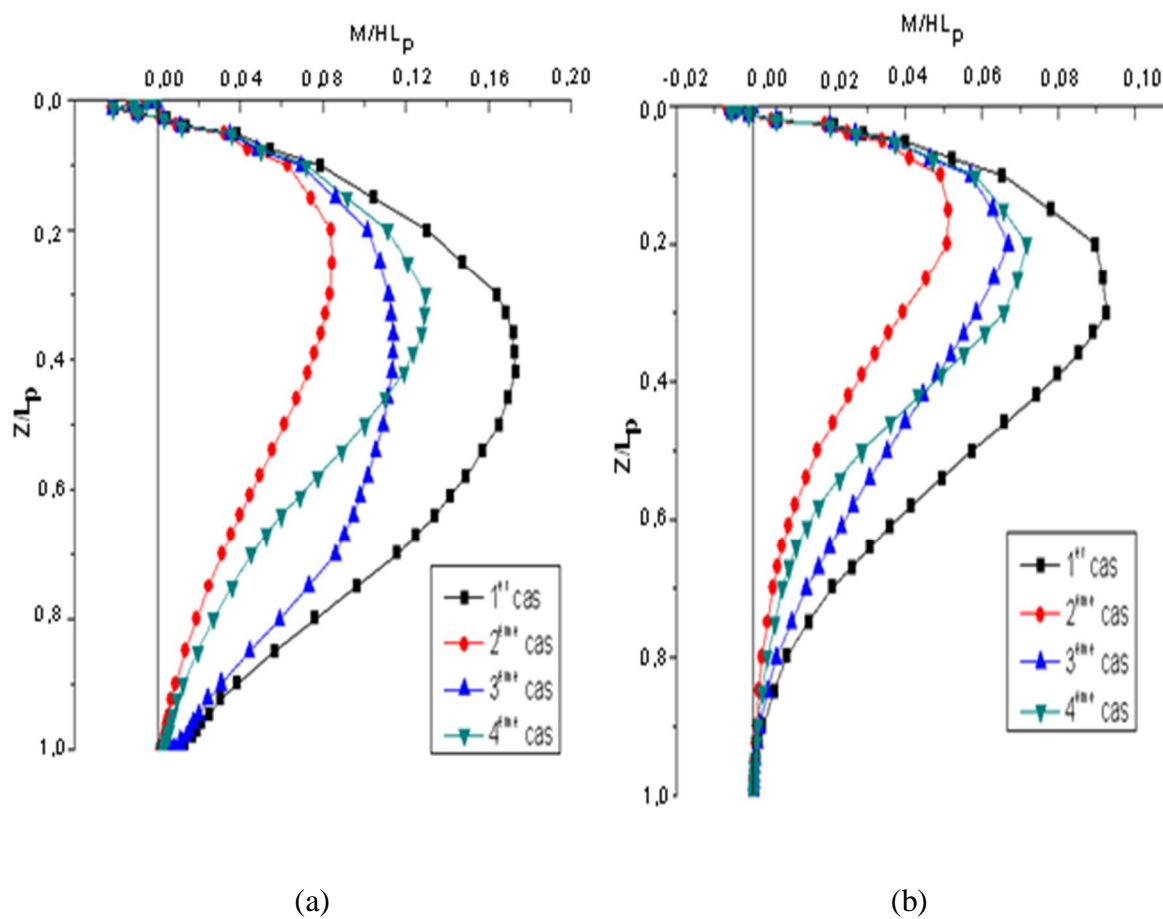 M/HLp
0,00 0,04 0,08 0,12 0,16 0,20
0,0
0,2
0,4
0,6
0,8
1,0
Z/Lp
1er cas
2ème cas
3ème cas
4ème cas
(a)
M/HLp
-0,02 0,00 0,02 0,04 0,06 0,08 0,10
0,0
0,2
0,4
0,6
0,8
1,0
Z/Lp
1er cas
2ème cas
3ème cas
4ème cas
(b)